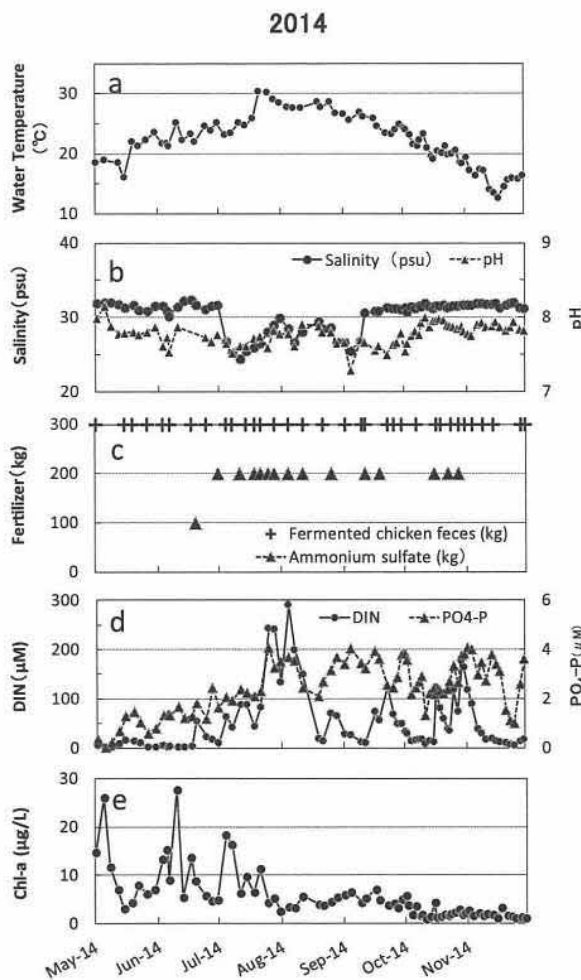 2014
a
Water Temperature
(°C)
30
20
10
b
Salinity (psu)
pH
Salinity(psu)
40
30
20
9
8
7
pH
c
Fertilizer(kg)
300
200
100
0
Fermented chicken feces (kg)
Ammonium sulfate (kg)
d
DIN
PO4-P
DIN (µM)
300
200
100
0
6
4
2
0
PO₄-P(µM)
e
Chl-a (µg/L)
30
20
10
0
May-14
Jun-14
Jul-14
Aug-14
Sep-14
Oct-14
Nov-14